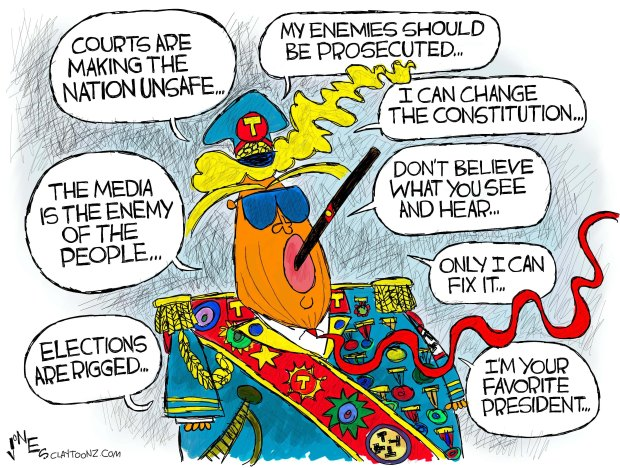 COURTS ARE
MAKING THE
NATION UNSAFE...
MY ENEMIES SHOULD
BE PROSECUTED...
I CAN CHANGE
THE CONSTITUTION...
THE MEDIA
IS THE ENEMY
OF THE
PEOPLE...
DON'T BELIEVE
WHAT YOU SEE
AND HEAR...
ONLY I CAN
FIX IT...
ELECTIONS
ARE RIGGED...
I'M YOUR
FAVORITE
PRESIDENT...
T
T
T
T
T
JONES
CLAYTOONZ.COM